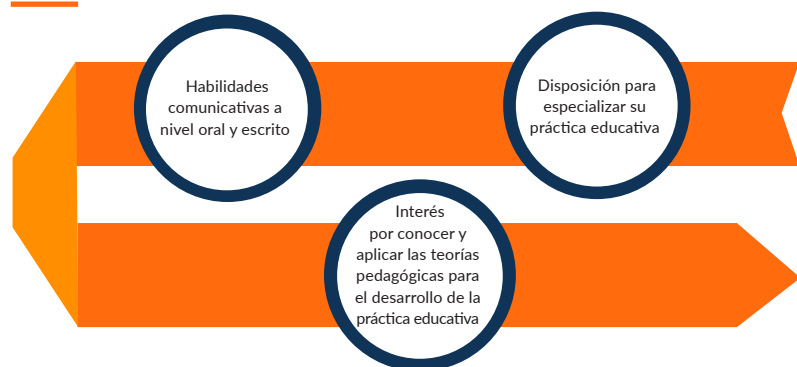 Habilidades
comunicativas a
nivel oral y escrito
Disposición para
especializar su
práctica educativa
Interés
por conocer y
aplicar las teorías
pedagógicas para
el desarrollo de la
práctica educativa